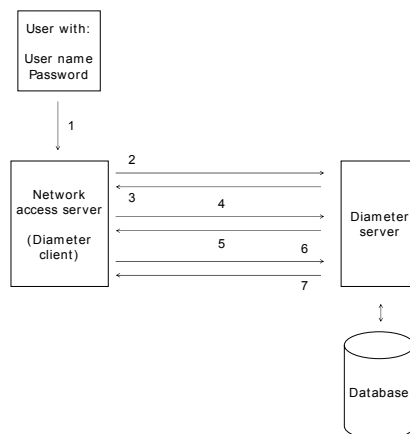 User with:
User name
Password
1
2
3
4
5
6
7
Network
access server
(Diameter
client)
Diameter
server
Database